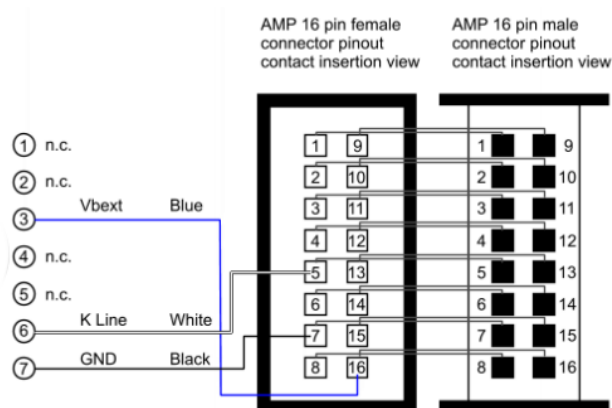 AMP 16 pin female
connector pinout
contact insertion view
AMP 16 pin male
connector pinout
contact insertion view
1 n.c.
2 n.c.
3 Vbext Blue
4 n.c.
5 n.c.
6 K Line White
7 GND Black
1 9 1 9
2 10 2 10
3 11 3 11
4 12 4 12
5 13 5 13
6 14 6 14
7 15 7 15
8 16 8 16